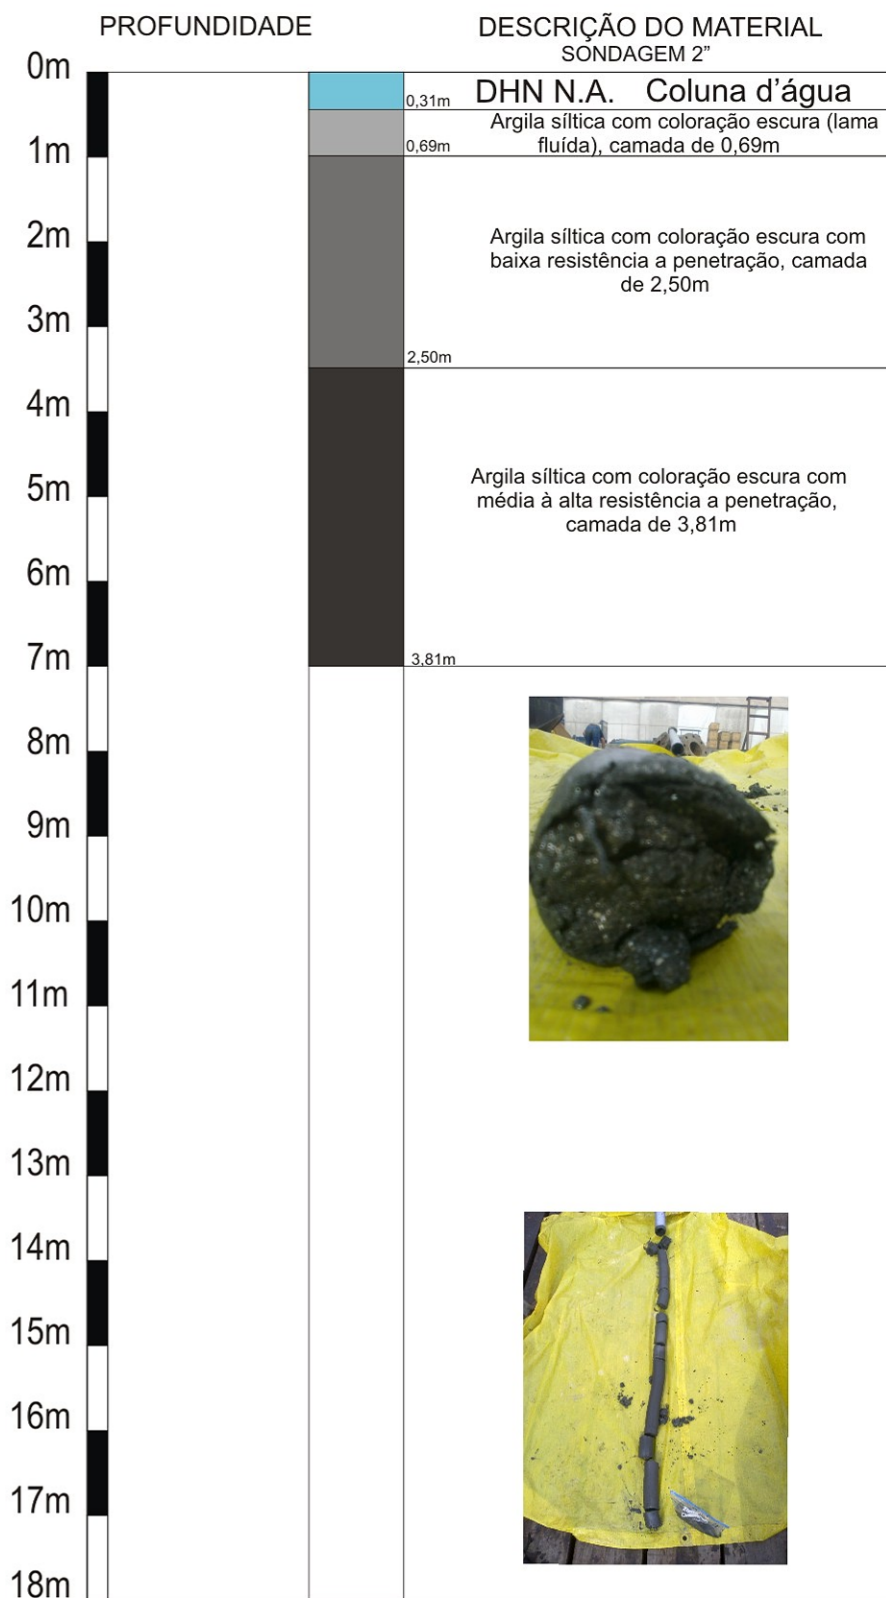 PROFUNDIDADE
DESCRIÇÃO DO MATERIAL
SONDAGEM 2”
0m
0,31m
DHN N.A. Coluna d’água
Argila síltica com coloração escura (lama
fluída), camada de 0,69m
0,69m
1m
2m
Argila síltica com coloração escura com
baixa resistência a penetração, camada
de 2,50m
3m
2,50m
4m
Argila síltica com coloração escura com
média à alta resistência a penetração,
camada de 3,81m
5m
6m
7m
3,81m
8m
9m
10m
11m
12m
13m
14m
15m
16m
17m
18m